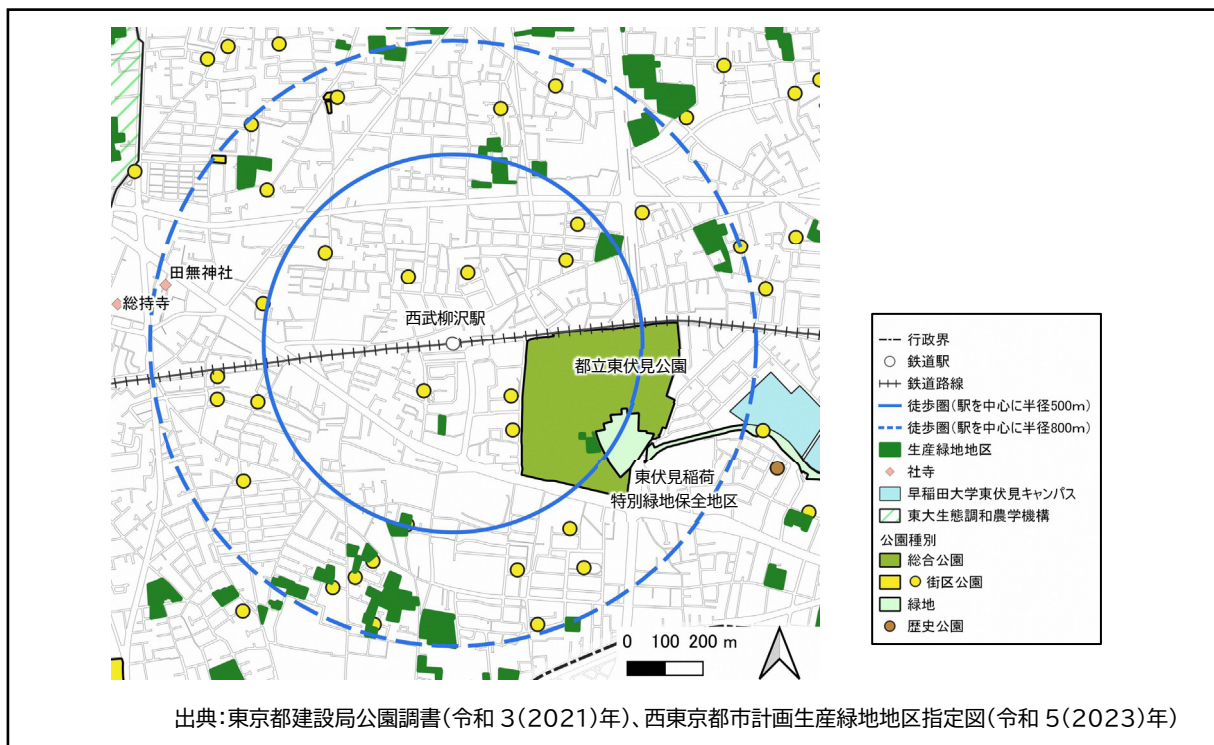 田無神社
総持寺
西武柳沢駅
都立東伏見公園
東伏見稲荷
特別緑地保全地区
0 100 200 m
行政界
鉄道駅
鉄道路線
徒歩圏(駅を中心に半径500m)
徒歩圏(駅を中心に半径800m)
生産緑地地区
社寺
早稲田大学東伏見キャンパス
東大生態調和農学機構
公園種別
総合公園
街区公園
緑地
歴史公園
出典:東京都建設局公園調書(令和3(2021)年)、西東京都市計画生産緑地地区指定図(令和5(2023)年)